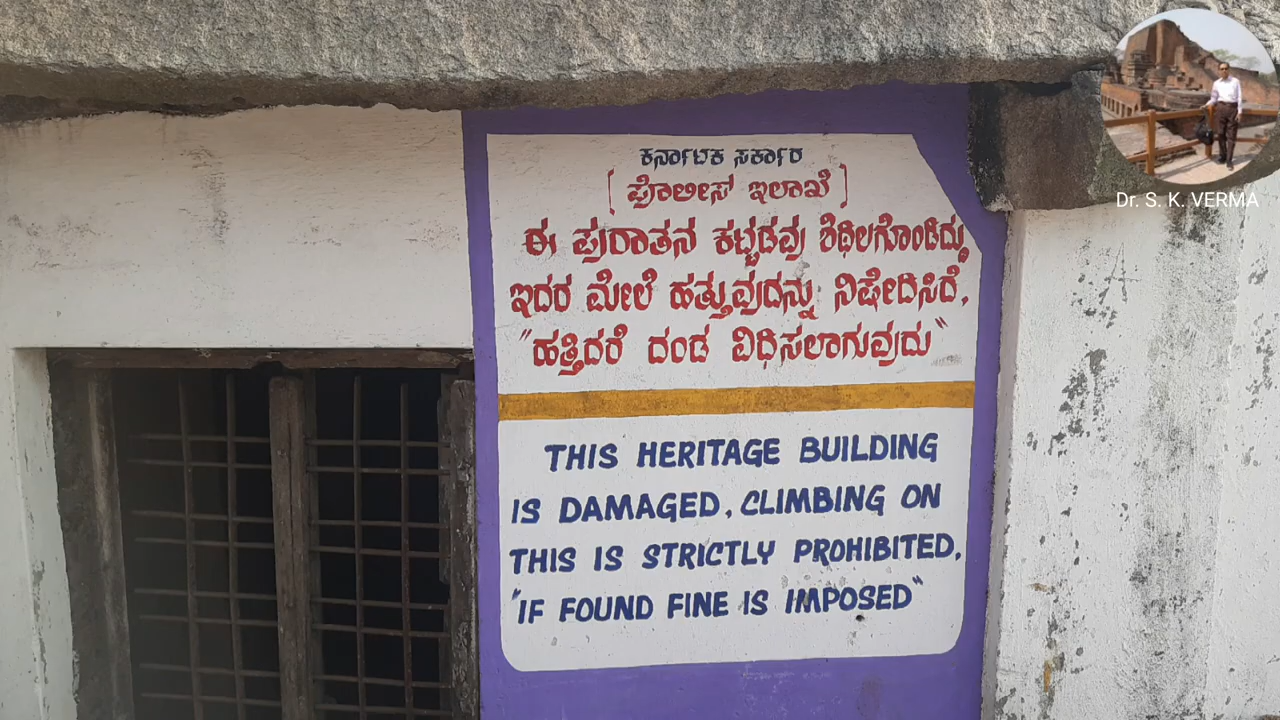 ಕರ್ನಾಟಕ ಸರ್ಕಾರ
[ಪೊಲೀಸ್ ಇಲಾಖೆ]
ಈ ಪುರಾತನ ಕಟ್ಟಡವು ಶಿಥಿಲಗೊಂಡಿದ್ದು
ಇದರ ಮೇಲೆ ಹತ್ತುವುದನ್ನು ನಿಷೇದಿಸಿದೆ,
"ಹತ್ತಿದರೆ ದಂಡ ವಿಧಿಸಲಾಗುವುದು"
THIS HERITAGE BUILDING
IS DAMAGED, CLIMBING ON
THIS IS STRICTLY PROHIBITED,
"IF FOUND FINE IS IMPOSED"
Dr. S. K. VERMA